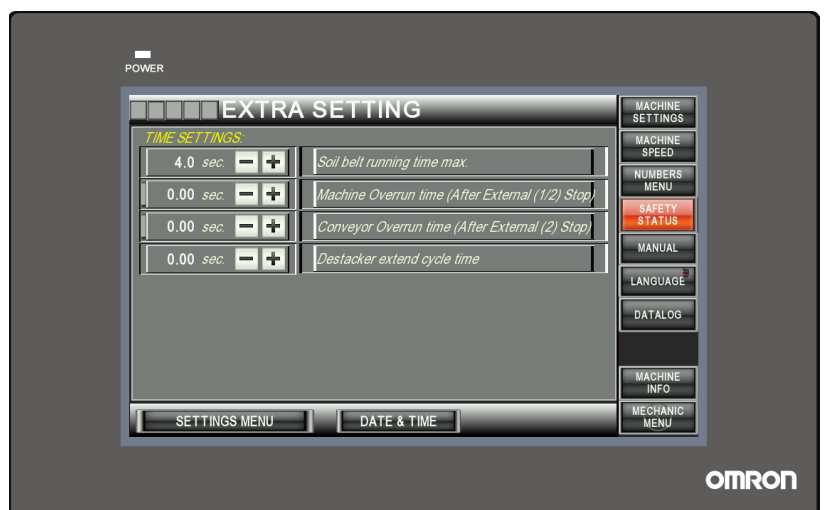 POWER
EXTRA SETTING
TIME SETTINGS:
4.0 sec. − + Soil belt running time max.
0.00 sec. − + Machine Overrun time (After External (1/2) Stop)
0.00 sec. − + Conveyor Overrun time (After External (2) Stop)
0.00 sec. − + Destacker extend cycle time
SETTINGS MENU
DATE & TIME
MACHINE
SETTINGS
MACHINE
SPEED
NUMBERS
MENU
SAFETY
STATUS
MANUAL
LANGUAGE
DATALOG
MACHINE
INFO
MECHANIC
MENU
OMRON